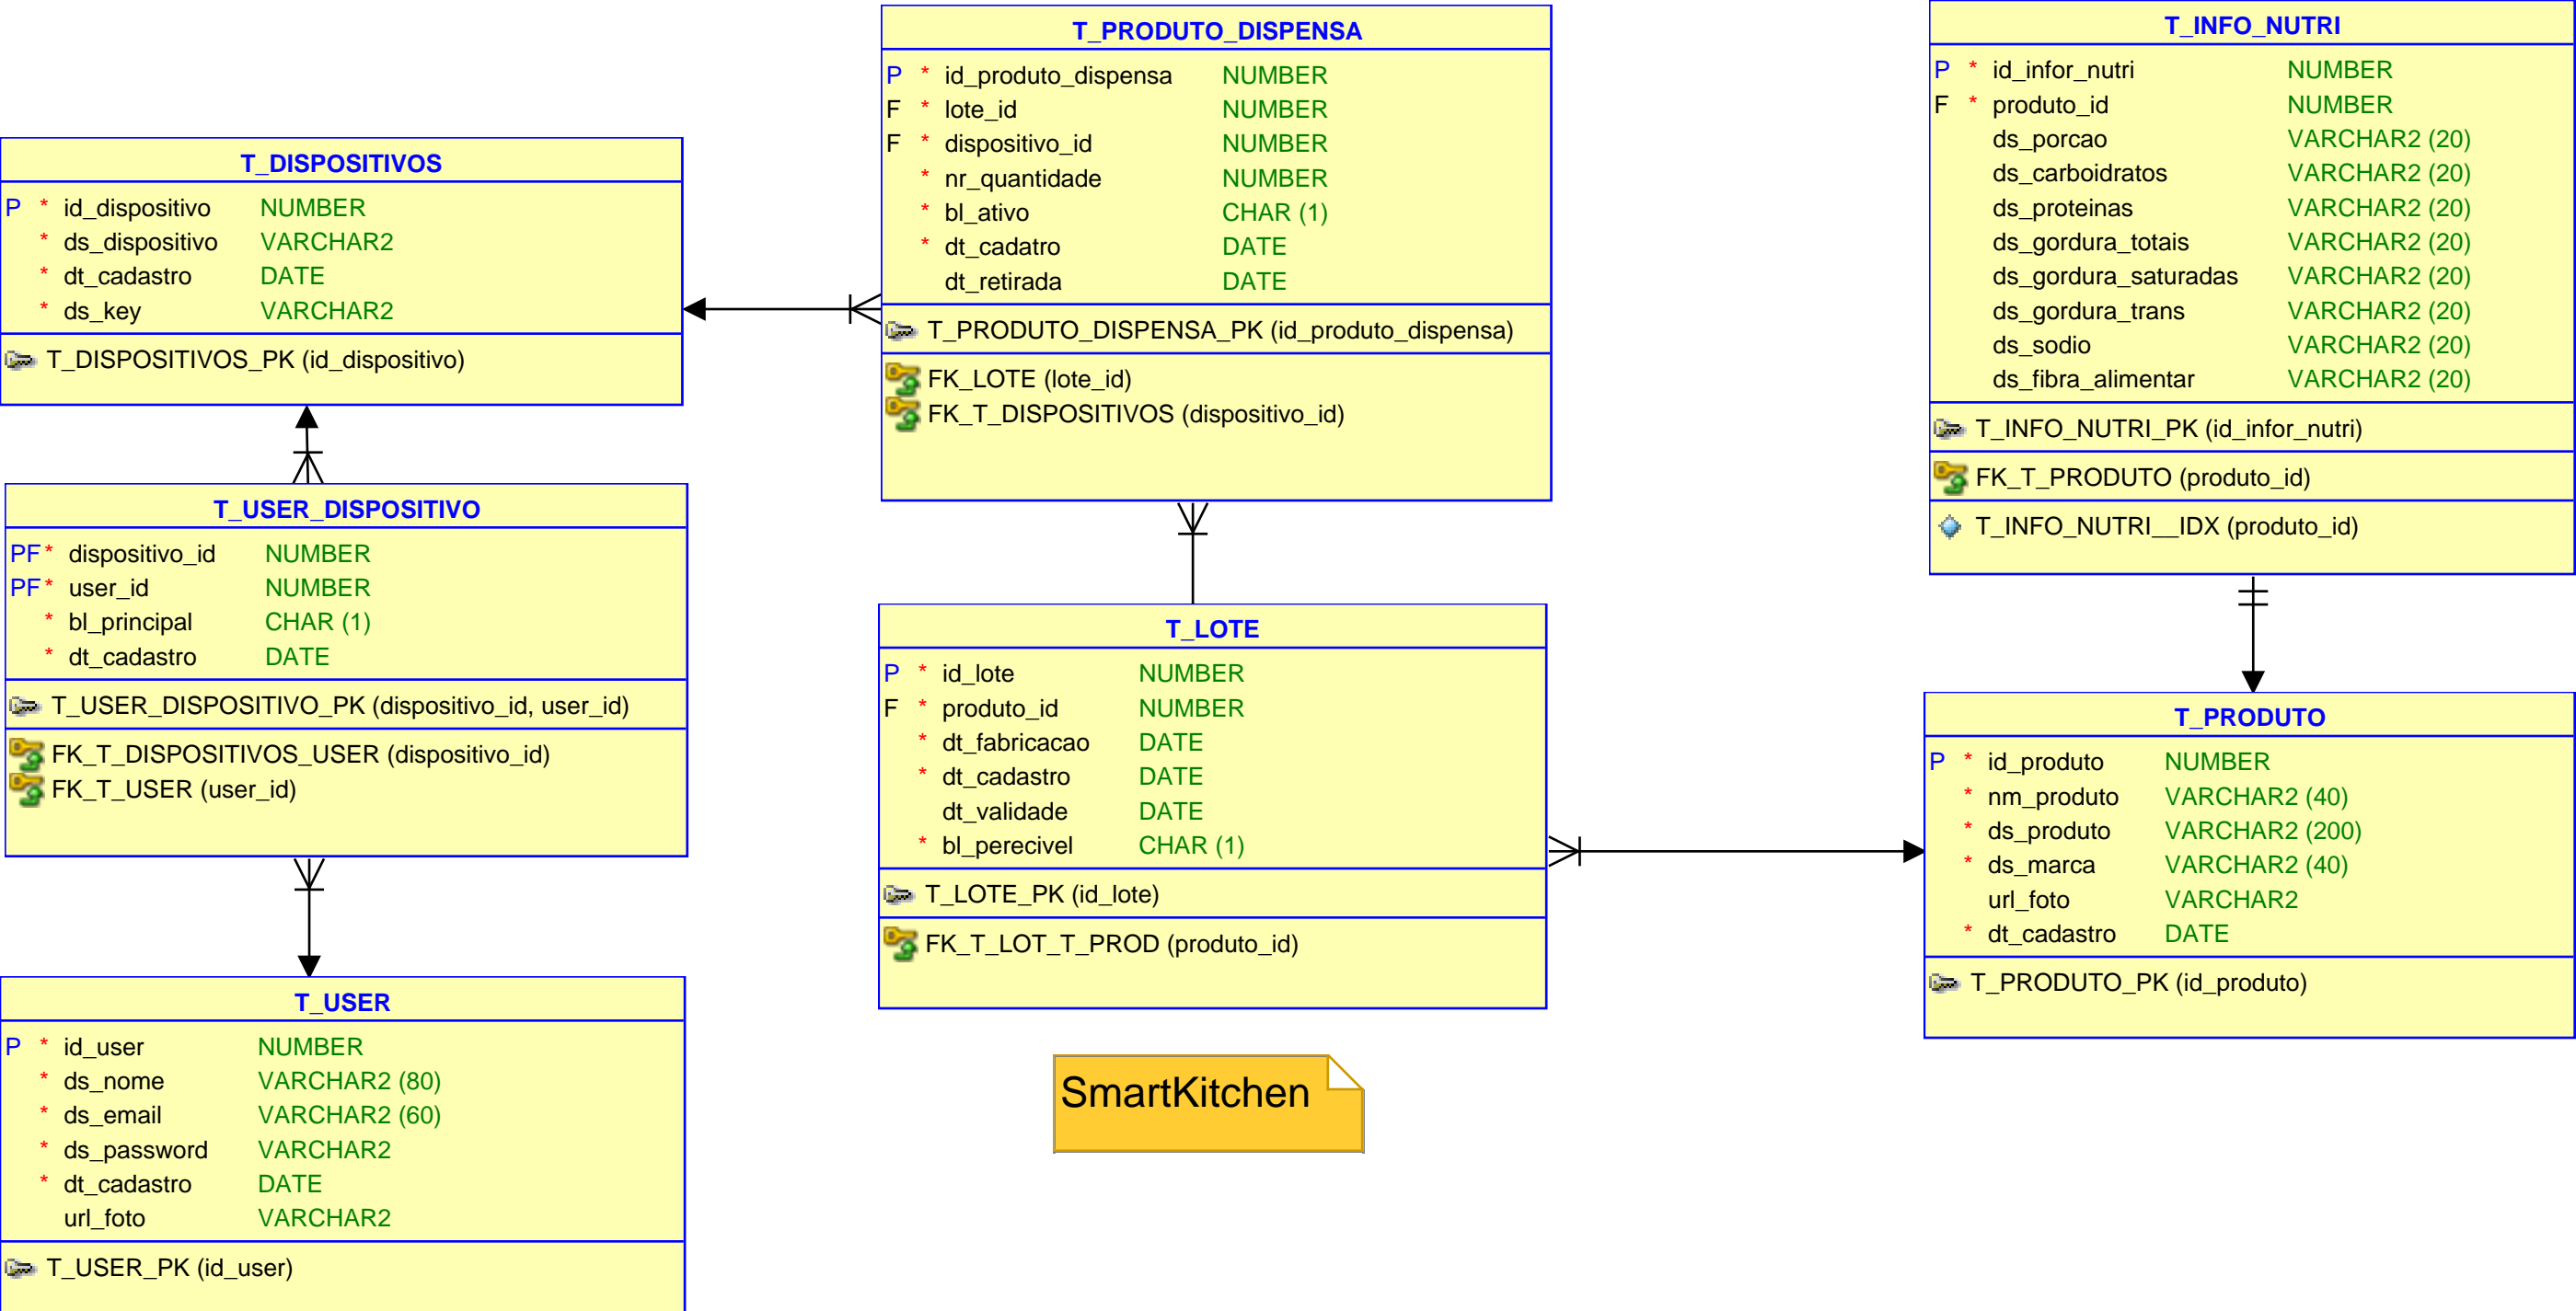 T_DISPOSITIVOS
P * id_dispositivo NUMBER
* ds_dispositivo VARCHAR2
* dt_cadastro DATE
* ds_key VARCHAR2
T_DISPOSITIVOS_PK (id_dispositivo)
T_USER_DISPOSITIVO
PF * dispositivo_id NUMBER
PF * user_id NUMBER
* bl_principal CHAR (1)
* dt_cadastro DATE
T_USER_DISPOSITIVO_PK (dispositivo_id, user_id)
FK_T_DISPOSITIVOS_USER (dispositivo_id)
FK_T_USER (user_id)
T_USER
P * id_user NUMBER
* ds_nome VARCHAR2 (80)
* ds_email VARCHAR2 (60)
* ds_password VARCHAR2
* dt_cadastro DATE
url_foto VARCHAR2
T_USER_PK (id_user)
T_PRODUTO_DISPENSA
P * id_produto_dispensa NUMBER
F * lote_id NUMBER
F * dispositivo_id NUMBER
* nr_quantidade NUMBER
* bl_ativo CHAR (1)
* dt_cadatro DATE
dt_retirada DATE
T_PRODUTO_DISPENSA_PK (id_produto_dispensa)
FK_LOTE (lote_id)
FK_T_DISPOSITIVOS (dispositivo_id)
T_LOTE
P * id_lote NUMBER
F * produto_id NUMBER
* dt_fabricacao DATE
* dt_cadastro DATE
dt_validade DATE
* bl_perecivel CHAR (1)
T_LOTE_PK (id_lote)
FK_T_LOT_T_PROD (produto_id)
SmartKitchen
T_INFO_NUTRI
P * id_infor_nutri NUMBER
F * produto_id NUMBER
ds_porcao VARCHAR2 (20)
ds_carboidratos VARCHAR2 (20)
ds_proteinas VARCHAR2 (20)
ds_gordura_totais VARCHAR2 (20)
ds_gordura_saturadas VARCHAR2 (20)
ds_gordura_trans VARCHAR2 (20)
ds_sodio VARCHAR2 (20)
ds_fibra_alimentar VARCHAR2 (20)
T_INFO_NUTRI_PK (id_infor_nutri)
FK_T_PRODUTO (produto_id)
T_INFO_NUTRI__IDX (produto_id)
T_PRODUTO
P * id_produto NUMBER
* nm_produto VARCHAR2 (40)
* ds_produto VARCHAR2 (200)
* ds_marca VARCHAR2 (40)
url_foto VARCHAR2
* dt_cadastro DATE
T_PRODUTO_PK (id_produto)